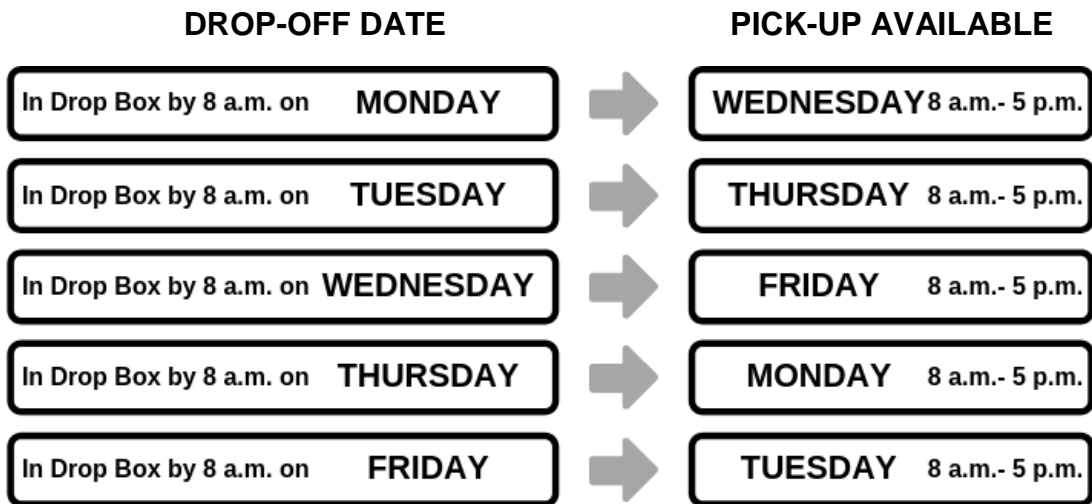 DROP-OFF DATE PICK-UP AVAILABLE
In Drop Box by 8 a.m. on MONDAY WEDNESDAY 8 a.m.- 5 p.m.
In Drop Box by 8 a.m. on TUESDAY THURSDAY 8 a.m.- 5 p.m.
In Drop Box by 8 a.m. on WEDNESDAY FRIDAY 8 a.m.- 5 p.m.
In Drop Box by 8 a.m. on THURSDAY MONDAY 8 a.m.- 5 p.m.
In Drop Box by 8 a.m. on FRIDAY TUESDAY 8 a.m.- 5 p.m.